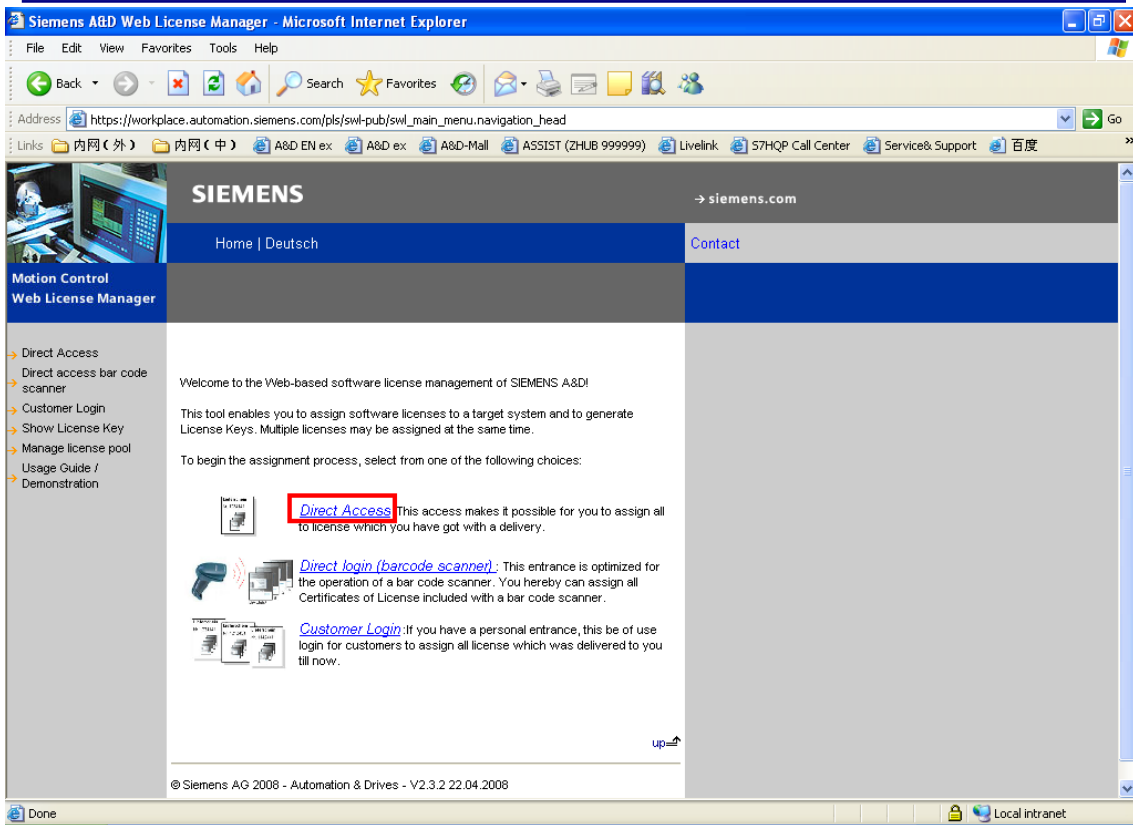 Siemens A&D Web License Manager - Microsoft Internet Explorer
File Edit View Favorites Tools Help
Back Search Favorites
Address https://workplace.automation.siemens.com/pls/swl-pub/swl_main_menu.navigation_head Go
Links 内网(外) 内网(中) A&D EN ex A&D ex A&D-Mall ASSIST (ZHUB 999999) Livelink S7HQP Call Center Service& Support 百度 »
SIEMENS
→ siemens.com
Home | Deutsch
Contact
Motion Control
Web License Manager
Direct Access
Direct access bar code
scanner
Customer Login
Show License Key
Manage license pool
Usage Guide /
Demonstration
Welcome to the Web-based software license management of SIEMENS A&D!
This tool enables you to assign software licenses to a target system and to generate
License Keys. Multiple licenses may be assigned at the same time.
To begin the assignment process, select from one of the following choices:
Direct Access This access makes it possible for you to assign all
to license which you have got with a delivery.
Direct login (barcode scanner) : This entrance is optimized for
the operation of a bar code scanner. You hereby can assign all
Certificates of License included with a bar code scanner.
Customer Login :If you have a personal entrance, this be of use
login for customers to assign all license which was delivered to you
till now.
up
© Siemens AG 2008 - Automation & Drives - V2.3.2 22.04.2008
Done
Local intranet